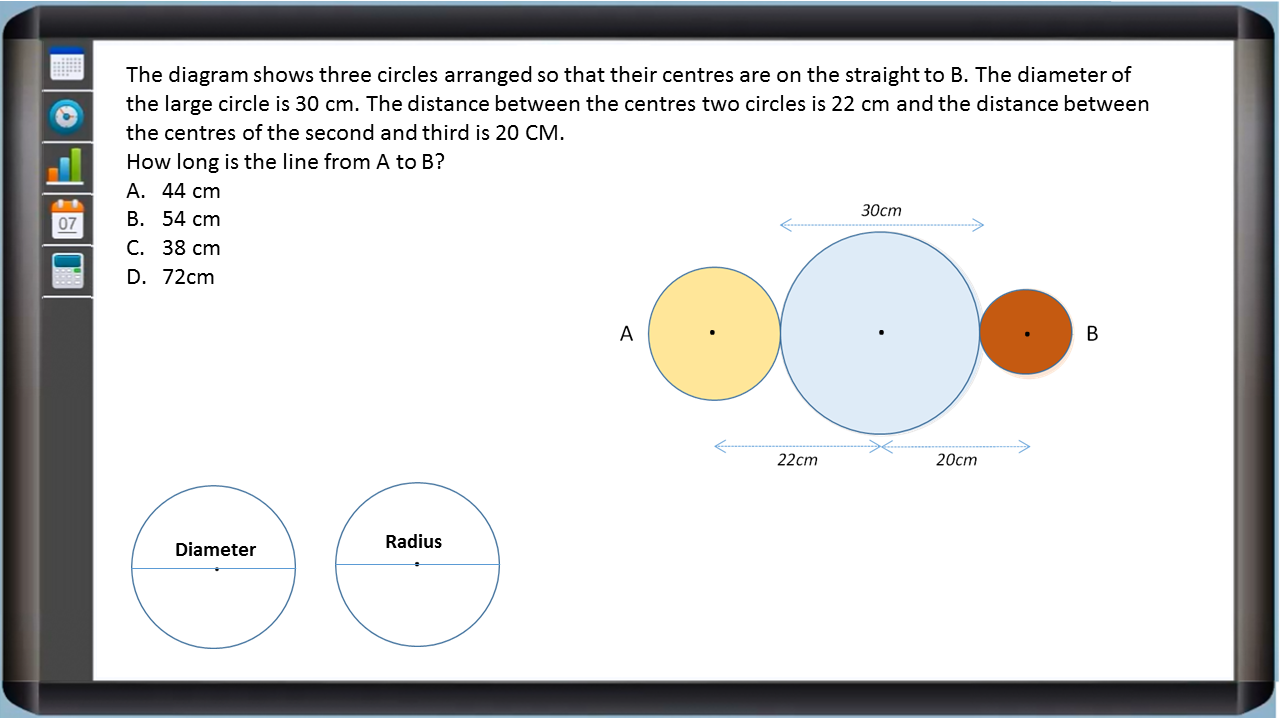 The diagram shows three circles arranged so that their centres are on the straight to B. The diameter of
the large circle is 30 cm. The distance between the centres two circles is 22 cm and the distance between
the centres of the second and third is 20 CM.
How long is the line from A to B?
A. 44 cm
B. 54 cm
C. 38 cm
D. 72cm
07
30cm
A
B
22cm
20cm
Diameter
Radius